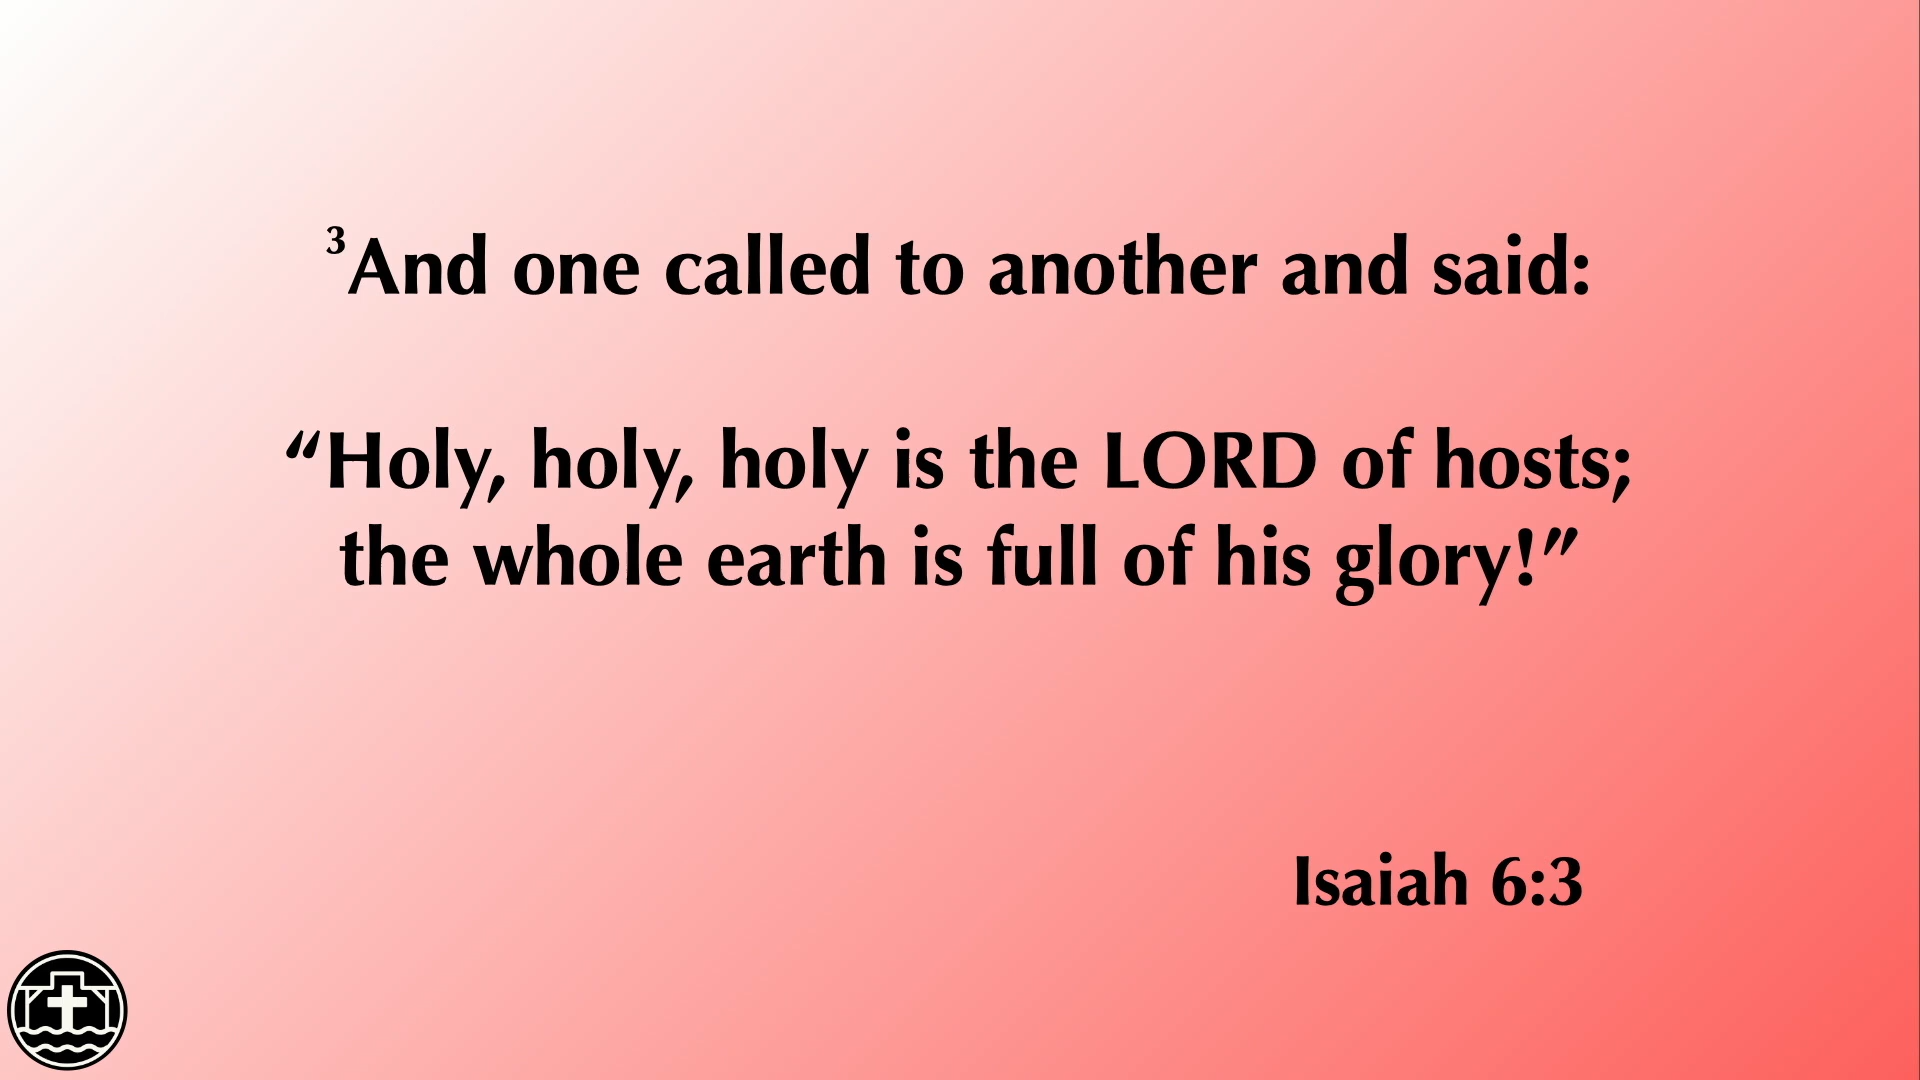 ³And one called to another and said:
“Holy, holy, holy is the LORD of hosts;
the whole earth is full of his glory!”
Isaiah 6:3